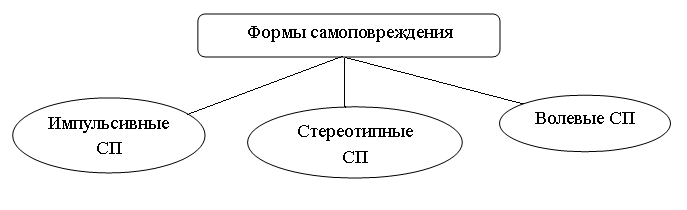 Формы самоповреждения
Импульсивные
СП
Стереотипные
СП
Волевые СП